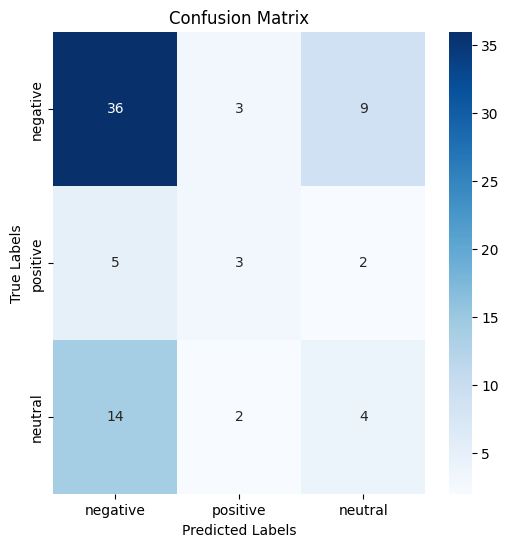 Confusion Matrix
True Labels
negative
36 3 9
positive
5 3 2
neutral
14 2 4
negative positive neutral
Predicted Labels
35
30
25
20
15
10
5